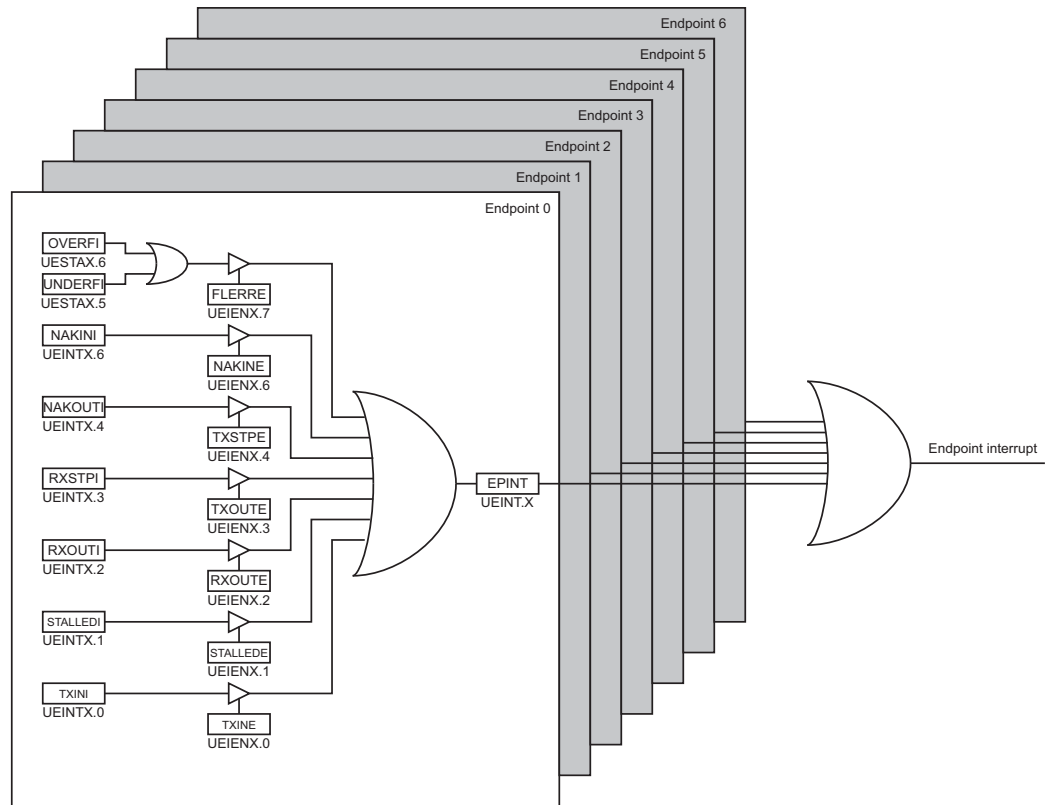 Endpoint 6
Endpoint 5
Endpoint 4
Endpoint 3
Endpoint 2
Endpoint 1
Endpoint 0
OVERFI
UESTAX.6
UNDERFI
UESTAX.5
FLERRE
UEIENX.7
NAKINI
UEINTX.6
NAKINE
UEIENX.6
NAKOUTI
UEINTX.4
TXSTPE
UEIENX.4
RXSTPI
UEINTX.3
TXOUTE
UEIENX.3
RXOUTI
UEINTX.2
RXOUTE
UEIENX.2
STALLEDI
UEINTX.1
STALLEDE
UEIENX.1
TXINI
UEINTX.0
TXINE
UEIENX.0
EPINT
UEINT.X
Endpoint interrupt